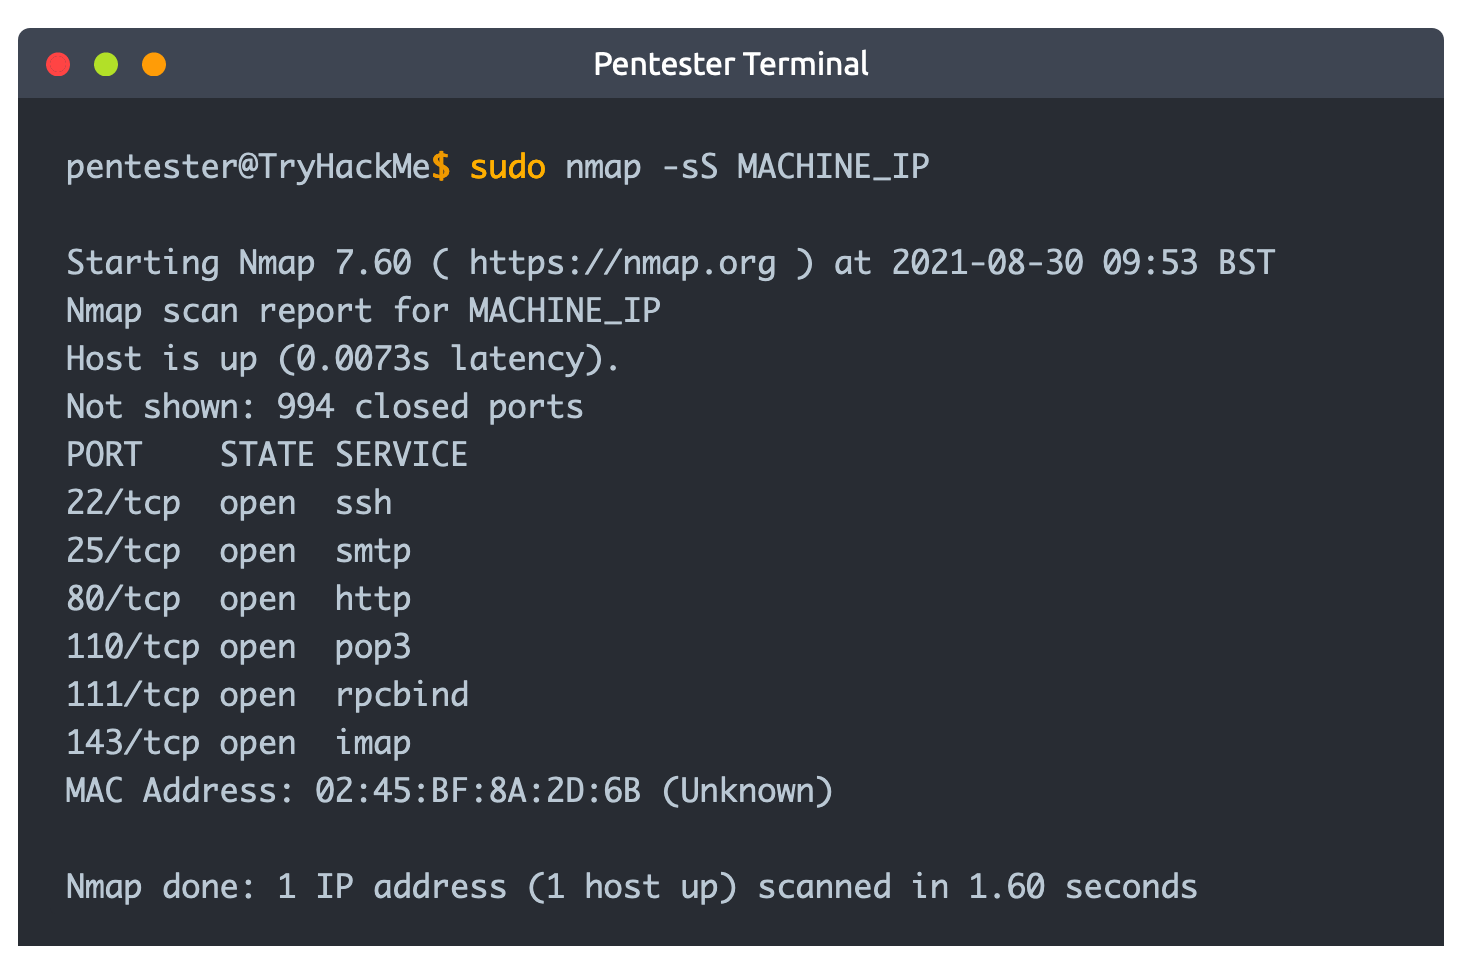 Pentester Terminal
pentester@TryHackMe$ sudo nmap -sS MACHINE_IP
Starting Nmap 7.60 ( https://nmap.org ) at 2021-08-30 09:53 BST
Nmap scan report for MACHINE_IP
Host is up (0.0073s latency).
Not shown: 994 closed ports
PORT    STATE SERVICE
22/tcp  open  ssh
25/tcp  open  smtp
80/tcp  open  http
110/tcp open  pop3
111/tcp open  rpcbind
143/tcp open  imap
MAC Address: 02:45:BF:8A:2D:6B (Unknown)
Nmap done: 1 IP address (1 host up) scanned in 1.60 seconds